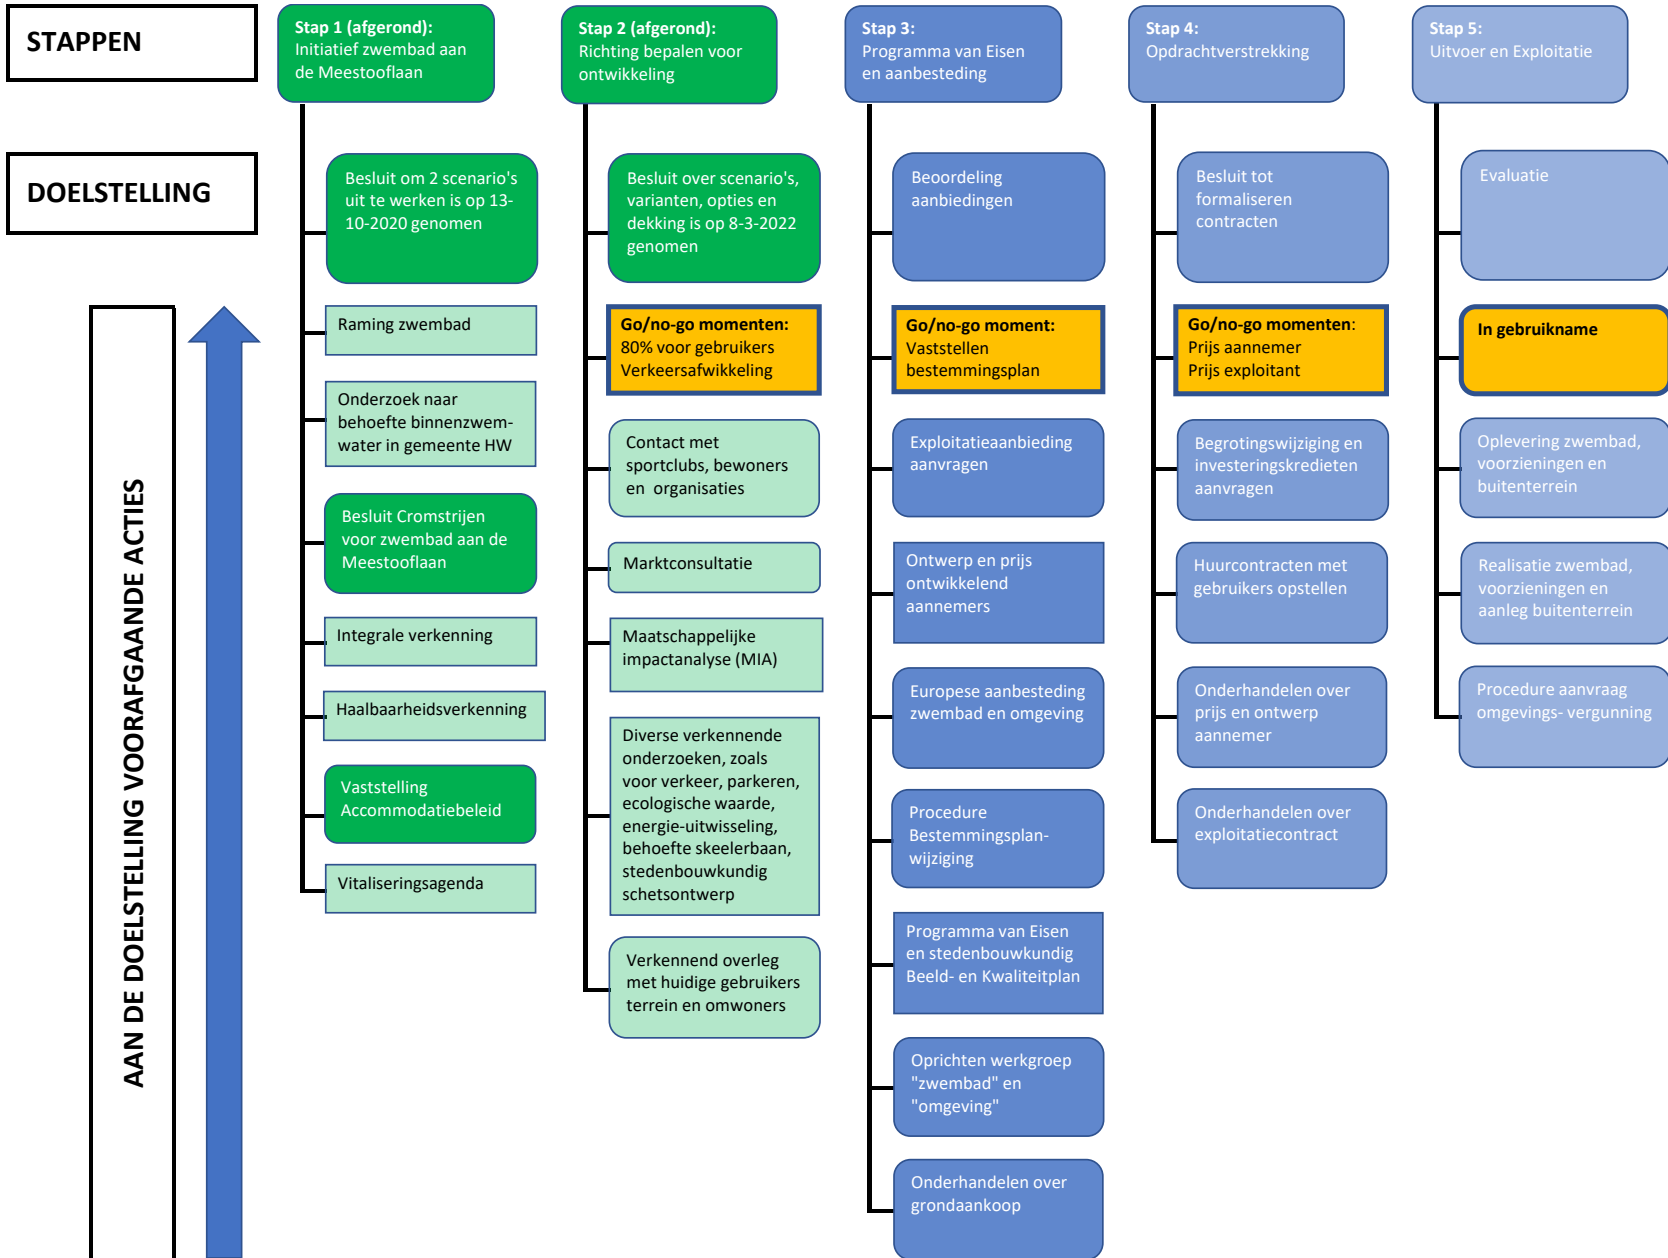 STAPPEN
DOELSTELLING
AAN DE DOELSTELLING VOORAFGAANDE ACTIES
Stap 1 (afgerond):
Initiatief zwembad aan
de Meestooflaan
Besluit om 2 scenario's
uit te werken is op 13-
10-2020 genomen
Raming zwembad
Onderzoek naar
behoefte binnenzwem-
water in gemeente HW
Besluit Cromstrijen
voor zwembad aan de
Meestooflaan
Integrale verkenning
Haalbaarheidsverkenning
Vaststelling
Accommodatiebeleid
Vitaliseringsagenda
Stap 2 (afgerond):
Richting bepalen voor
ontwikkeling
Besluit over scenario's,
varianten, opties en
dekking is op 8-3-2022
genomen
Go/no-go momenten:
80% voor gebruikers
Verkeersafwikkeling
Contact met
sportclubs, bewoners
en organisaties
Marktconsultatie
Maatschappelijke
impactanalyse (MIA)
Diverse verkennende
onderzoeken, zoals
voor verkeer, parkeren,
ecologische waarde,
energie-uitwisseling,
behoefte skeelerbaan,
stedenbouwkundig
schetsontwerp
Verkennend overleg
met huidige gebruikers
terrein en omwoners
Stap 3:
Programma van Eisen
en aanbesteding
Beoordeling
aanbiedingen
Go/no-go moment:
Vaststellen
bestemmingsplan
Exploitatieaanbieding
aanvragen
Ontwerp en prijs
ontwikkelend
aannemers
Europese aanbesteding
zwembad en omgeving
Procedure
Bestemmingsplan-
wijziging
Programma van Eisen
en stedenbouwkundig
Beeld- en Kwaliteitplan
Oprichten werkgroep
"zwembad" en
"omgeving"
Onderhandelen over
grondaankoop
Stap 4:
Opdrachtverstrekking
Besluit tot
formaliseren
contracten
Go/no-go momenten:
Prijs aannemer
Prijs exploitant
Begrotingswijziging en
investeringskredieten
aanvragen
Huurcontracten met
gebruikers opstellen
Onderhandelen over
prijs en ontwerp
aannemer
Onderhandelen over
exploitatiecontract
Stap 5:
Uitvoer en Exploitatie
Evaluatie
In gebruikname
Oplevering zwembad,
voorzieningen en
buitenterrein
Realisatie zwembad,
voorzieningen en
aanleg buitenterrein
Procedure aanvraag
omgevings- vergunning